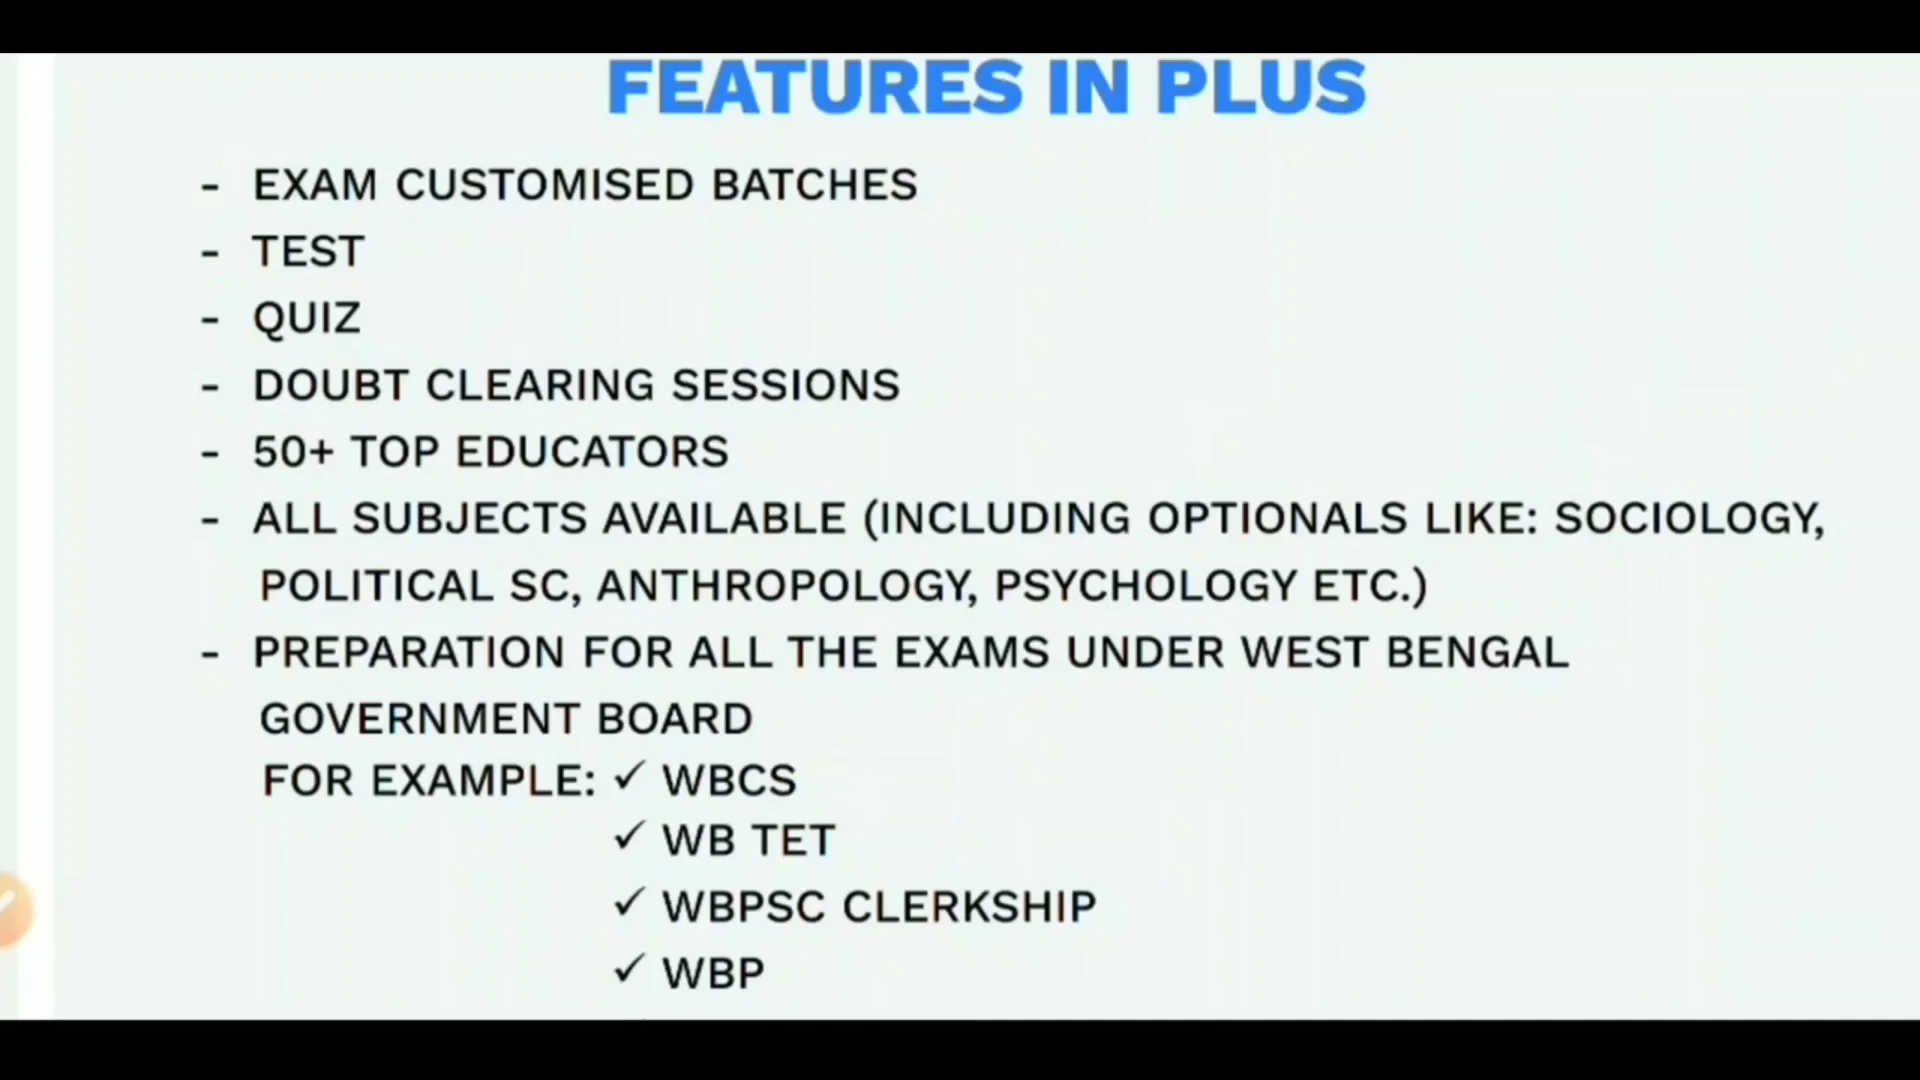 FEATURES IN PLUS
- EXAM CUSTOMISED BATCHES
- TEST
- QUIZ
- DOUBT CLEARING SESSIONS
- 50+ TOP EDUCATORS
- ALL SUBJECTS AVAILABLE (INCLUDING OPTIONALS LIKE: SOCIOLOGY,
POLITICAL SC, ANTHROPOLOGY, PSYCHOLOGY ETC.)
- PREPARATION FOR ALL THE EXAMS UNDER WEST BENGAL
GOVERNMENT BOARD
FOR EXAMPLE: ✓ WBCS
✓ WB TET
✓ WBPSC CLERKSHIP
✓ WBP